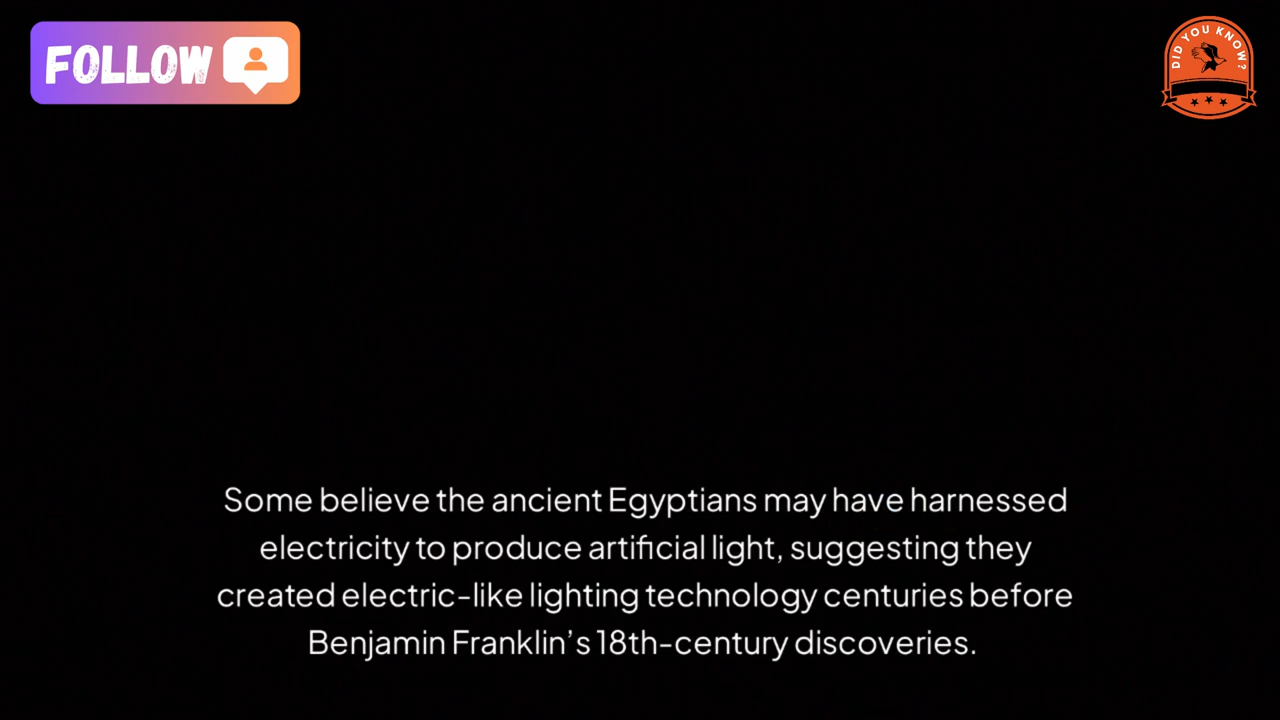 FOLLOW
DID YOU KNOW?
Some believe the ancient Egyptians may have harnessed
electricity to produce artificial light, suggesting they
created electric-like lighting technology centuries before
Benjamin Franklin’s 18th-century discoveries.